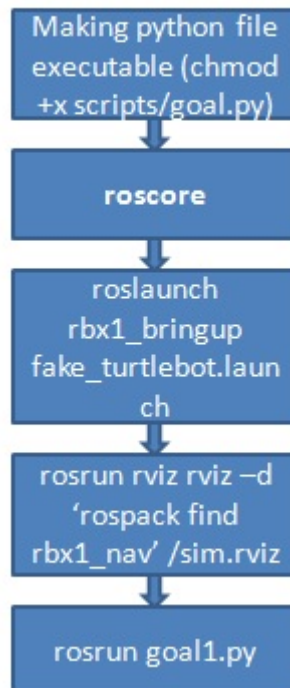 Making python file
executable (chmod
+x scripts/goal.py)
roscore
roslaunch
rbx1_bringup
fake_turtlebot.laun
ch
rosrun rviz rviz –d
‘rospack find
rbx1_nav’ /sim.rviz
rosrun goal1.py